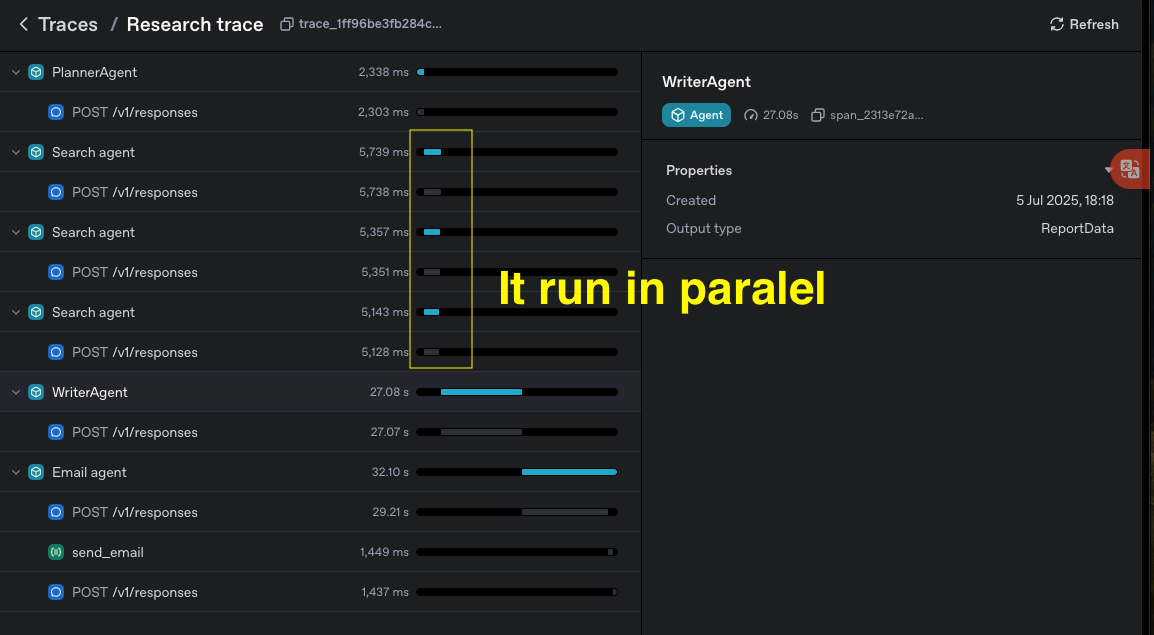 Traces / Research trace trace_1ff96be3fb284c... Refresh
PlannerAgent 2,338 ms
POST /v1/responses 2,303 ms
Search agent 5,739 ms
POST /v1/responses 5,738 ms
Search agent 5,357 ms
POST /v1/responses 5,351 ms
Search agent 5,143 ms
POST /v1/responses 5,128 ms
WriterAgent 27.08 s
POST /v1/responses 27.07 s
Email agent 32.10 s
POST /v1/responses 29.21 s
send_email 1,449 ms
POST /v1/responses 1,437 ms
It run in paralel
WriterAgent
Agent 27.08s span_2313e72a...
Properties
Created 5 Jul 2025, 18:18
Output type ReportData